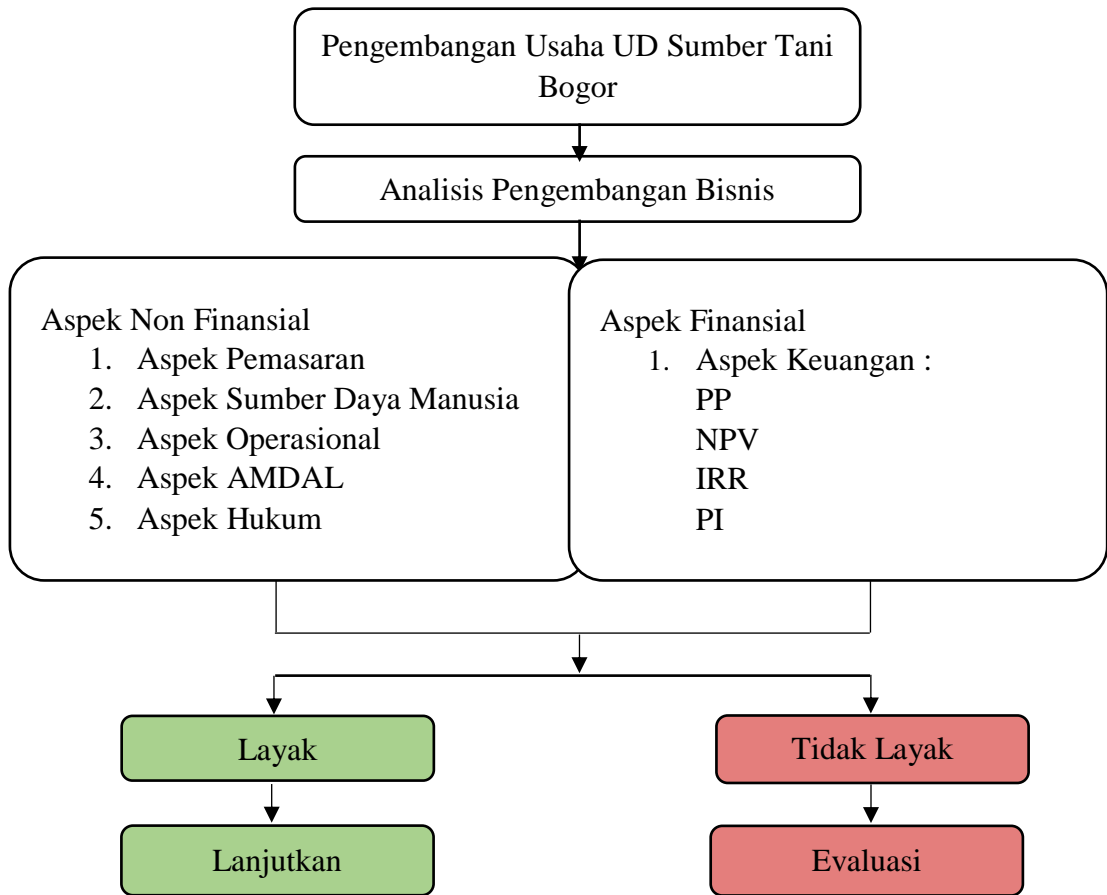 Pengembangan Usaha UD Sumber Tani
Bogor
Analisis Pengembangan Bisnis
Aspek Non Finansial
1. Aspek Pemasaran
2. Aspek Sumber Daya Manusia
3. Aspek Operasional
4. Aspek AMDAL
5. Aspek Hukum
Aspek Finansial
1. Aspek Keuangan :
PP
NPV
IRR
PI
Layak
Tidak Layak
Lanjutkan
Evaluasi